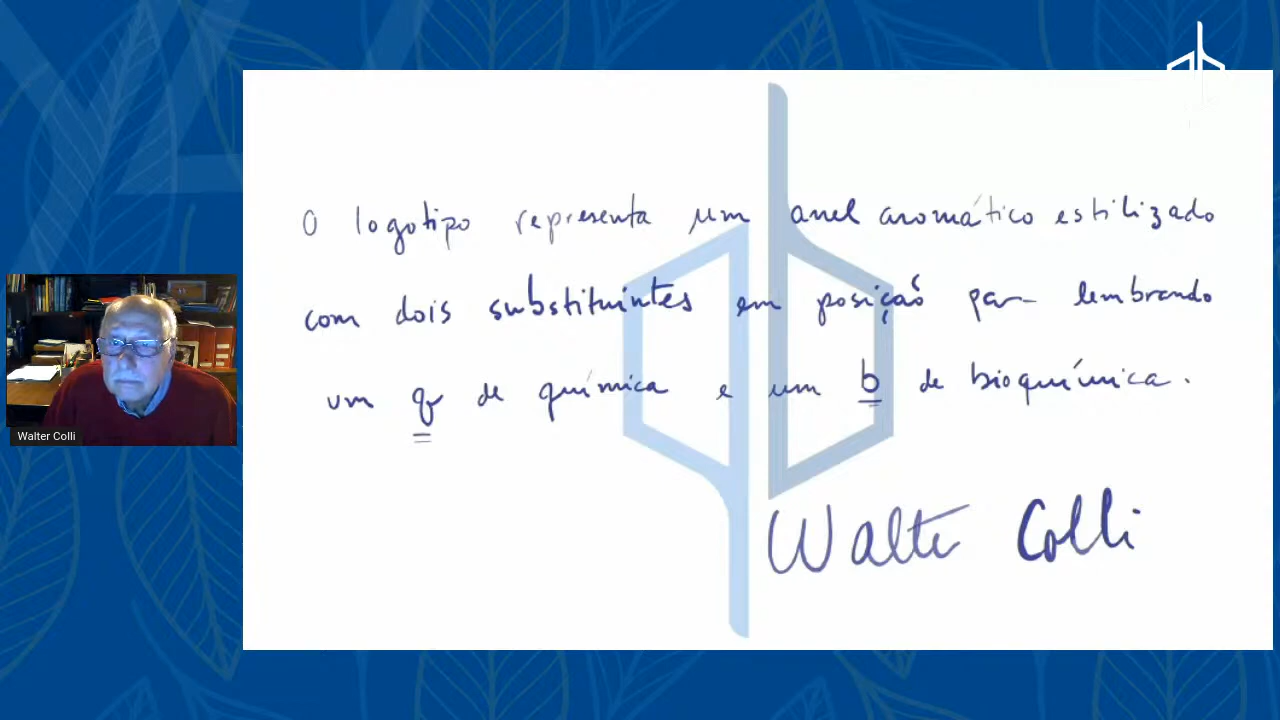 O logotipo representa um anel aromático estilizado
com dois substituintes em posição par lembrando
um q de química e um b de bioquímica.
Walter Colli
Walter Colli